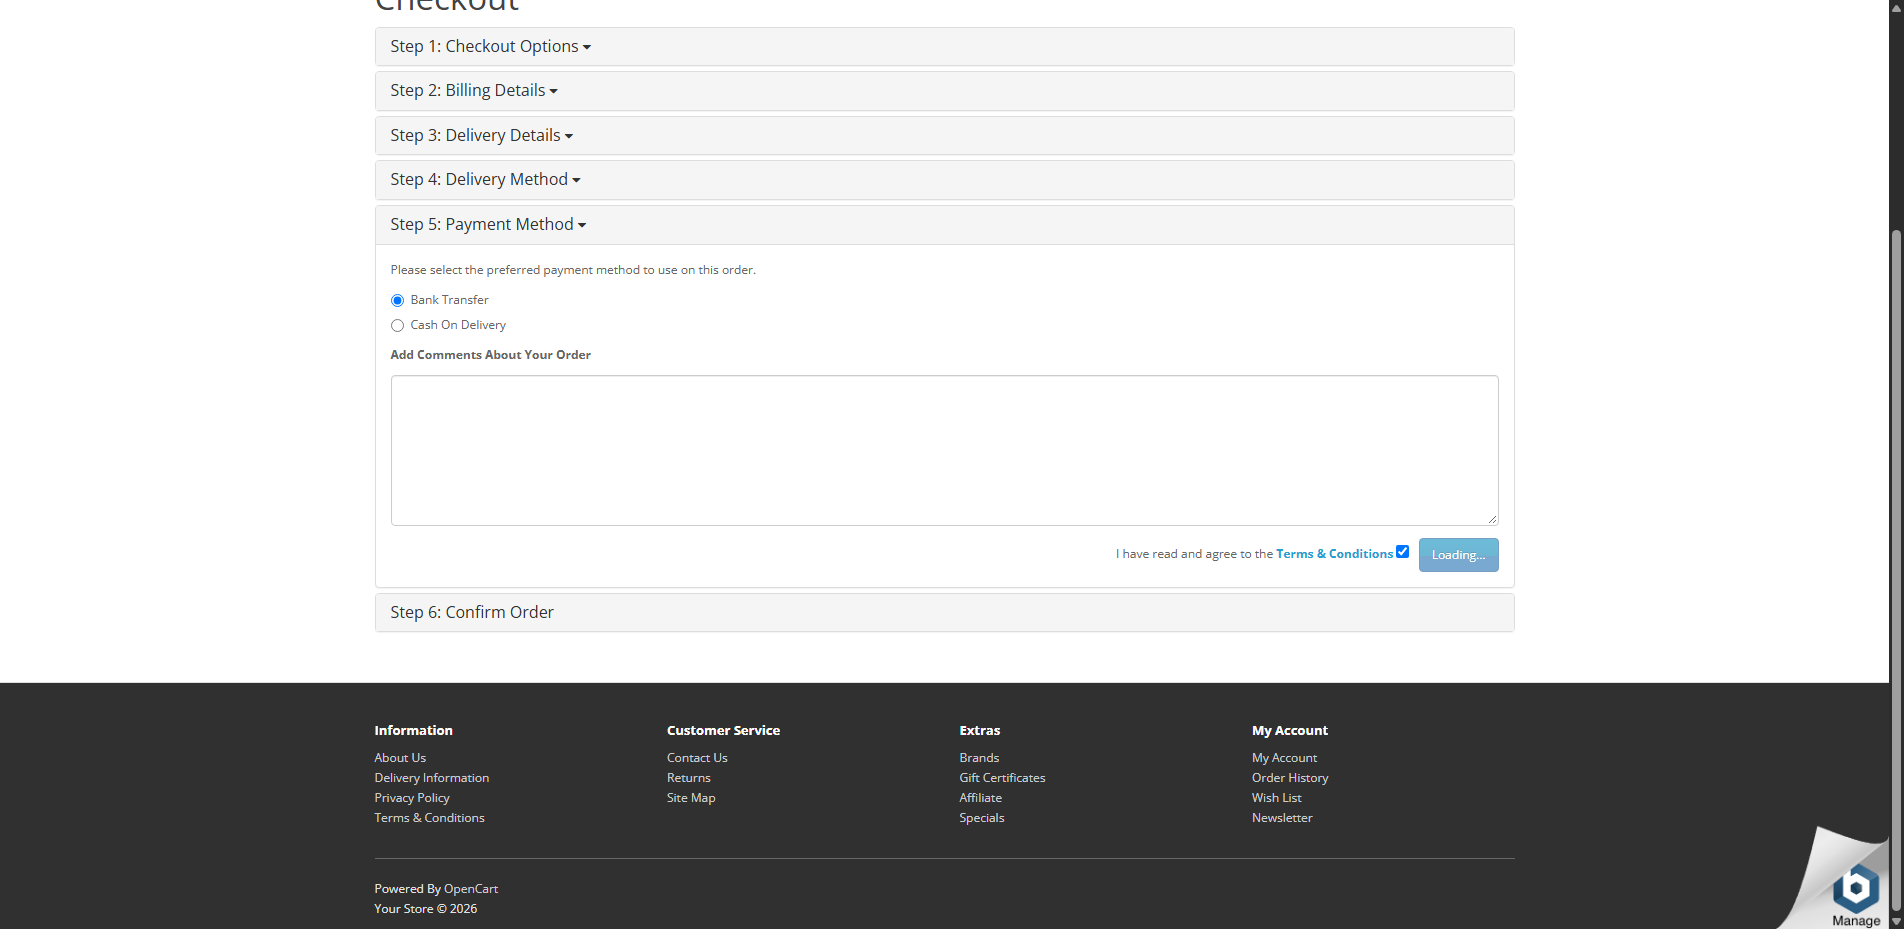 Checkout
Step 1: Checkout Options
Step 2: Billing Details
Step 3: Delivery Details
Step 4: Delivery Method
Step 5: Payment Method
Please select the preferred payment method to use on this order.
Bank Transfer
Cash On Delivery
Add Comments About Your Order
I have read and agree to the Terms & Conditions Loading...
Step 6: Confirm Order
Information
About Us
Delivery Information
Privacy Policy
Terms & Conditions
Customer Service
Contact Us
Returns
Site Map
Extras
Brands
Gift Certificates
Affiliate
Specials
My Account
My Account
Order History
Wish List
Newsletter
Powered By OpenCart
Your Store © 2026
Manage